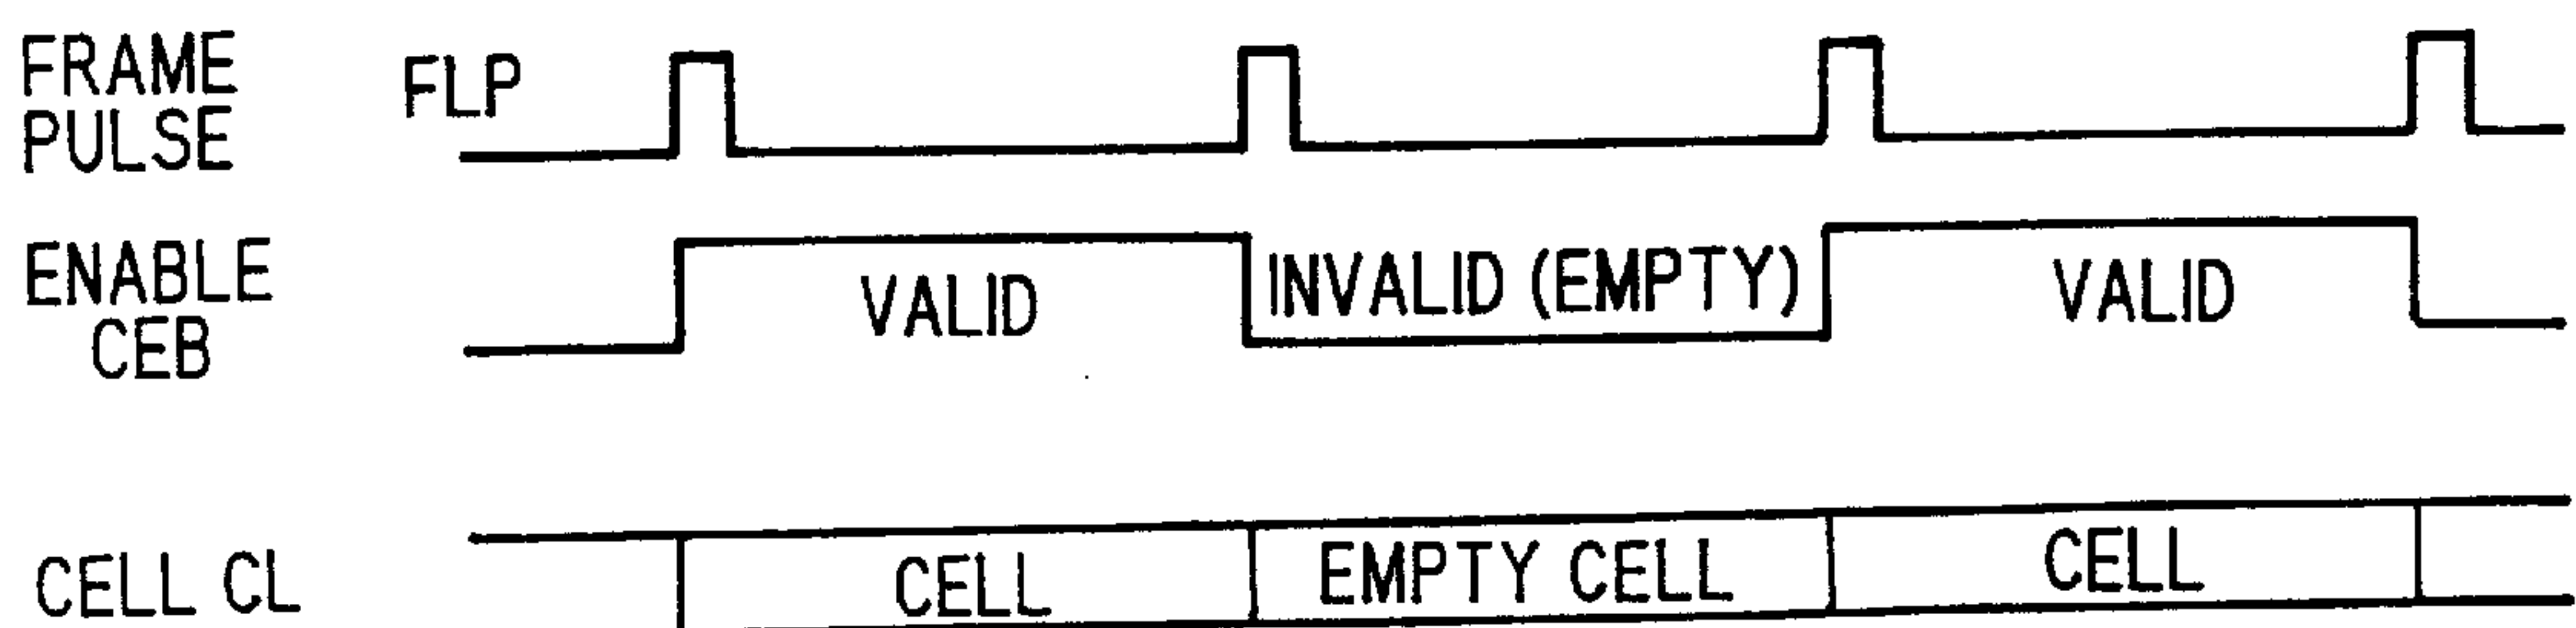 FRAME
PULSE
FLP
ENABLE
CEB
VALID
INVALID (EMPTY)
VALID
CELL CL
CELL
EMPTY CELL
CELL